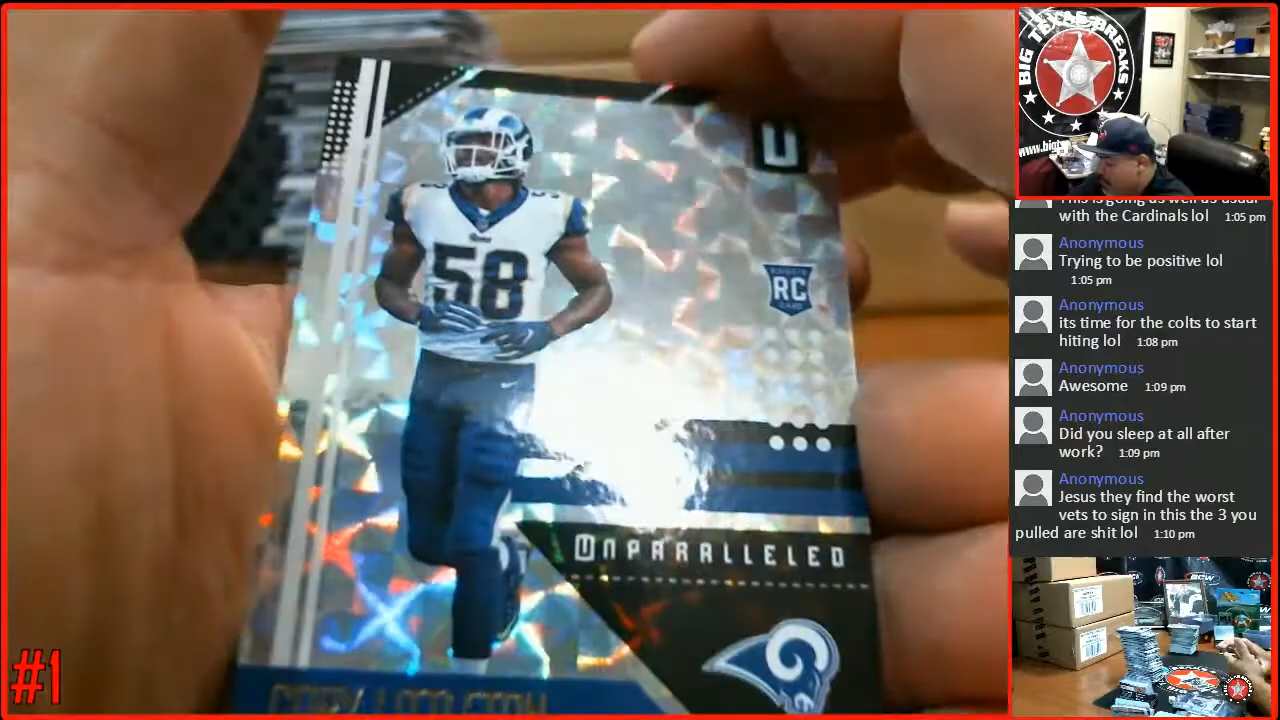 58
58
U
RC
UNPARALLELED
#1
BIG TEXAS BREAKS
with the Cardinals lol 1:05 pm
Anonymous
Trying to be positive lol
1:05 pm
Anonymous
its time for the colts to start
hiting lol 1:08 pm
Anonymous
Awesome 1:09 pm
Anonymous
Did you sleep at all after
work? 1:09 pm
Anonymous
Jesus they find the worst
vets to sign in this the 3 you
pulled are shit lol 1:10 pm
BCW